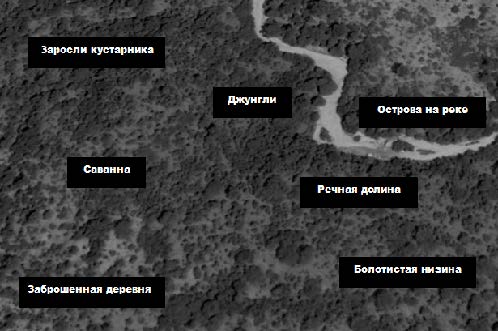 Заросли кустарника
Джунгли
Острова на реке
Саванна
Речная долина
Болотистая низина
Заброшенная деревня